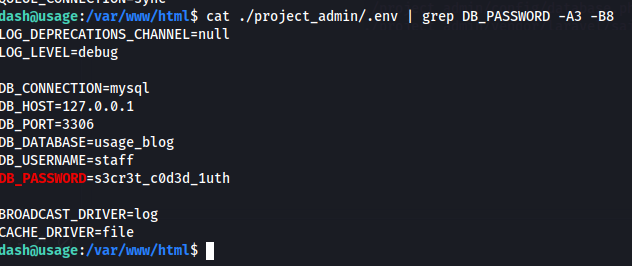 QUEUE_CONNECTION=sync
dash@usage:/var/www/html$ cat ./project_admin/.env | grep DB_PASSWORD -A3 -B8
LOG_DEPRECATIONS_CHANNEL=null
LOG_LEVEL=debug
DB_CONNECTION=mysql
DB_HOST=127.0.0.1
DB_PORT=3306
DB_DATABASE=usage_blog
DB_USERNAME=staff
DB_PASSWORD=s3cr3t_c0d3d_1uth
BROADCAST_DRIVER=log
CACHE_DRIVER=file
dash@usage:/var/www/html$